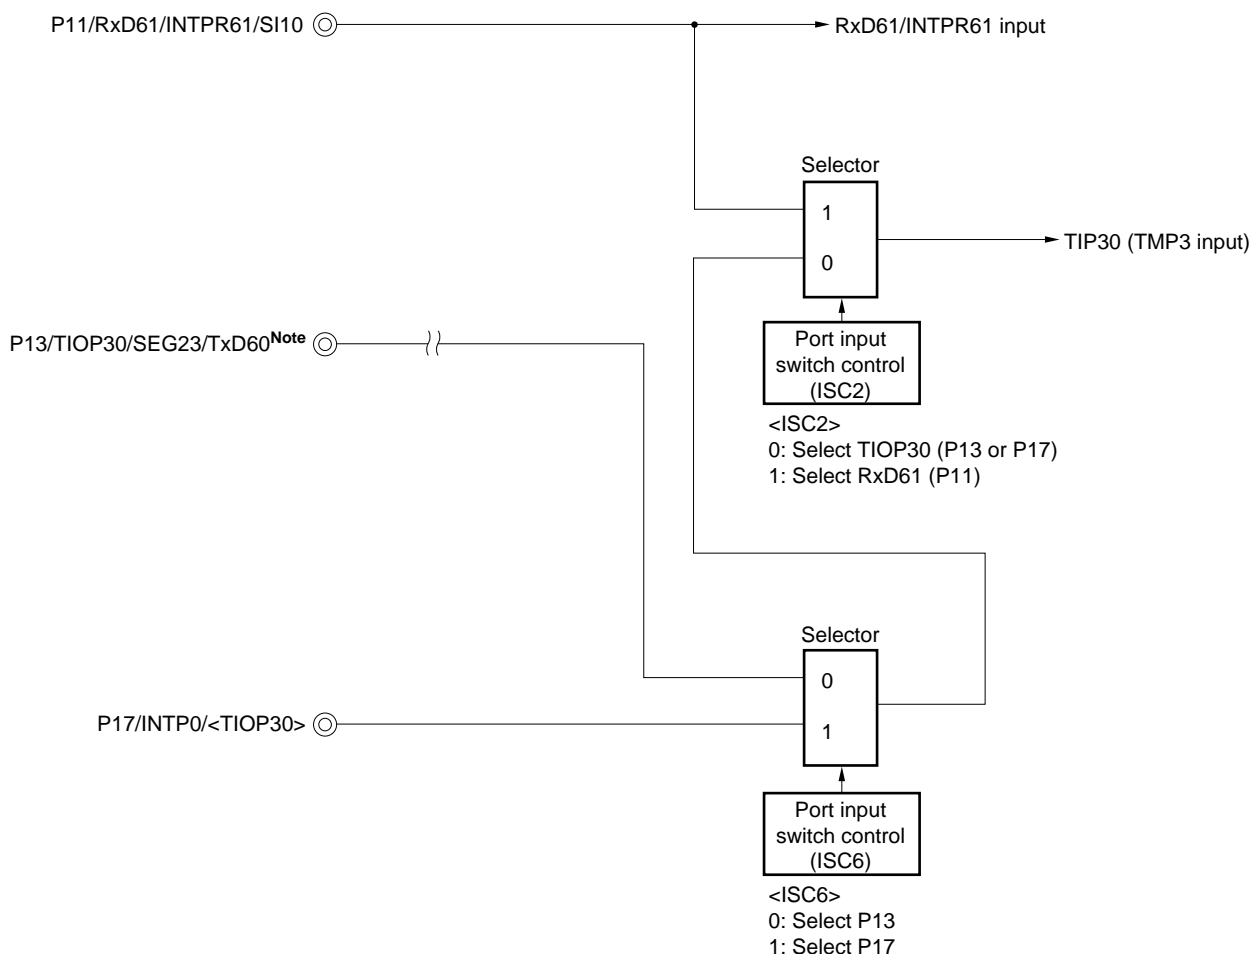 P11/RxD61/INTPR61/SI10
RxD61/INTPR61 input
Selector
1
0
TIP30 (TMP3 input)
P13/TIOP30/SEG23/TxD60Note
Port input
switch control
(ISC2)
<ISC2>
0: Select TIOP30 (P13 or P17)
1: Select RxD61 (P11)
Selector
0
1
P17/INTP0/<TIOP30>
Port input
switch control
(ISC6)
<ISC6>
0: Select P13
1: Select P17